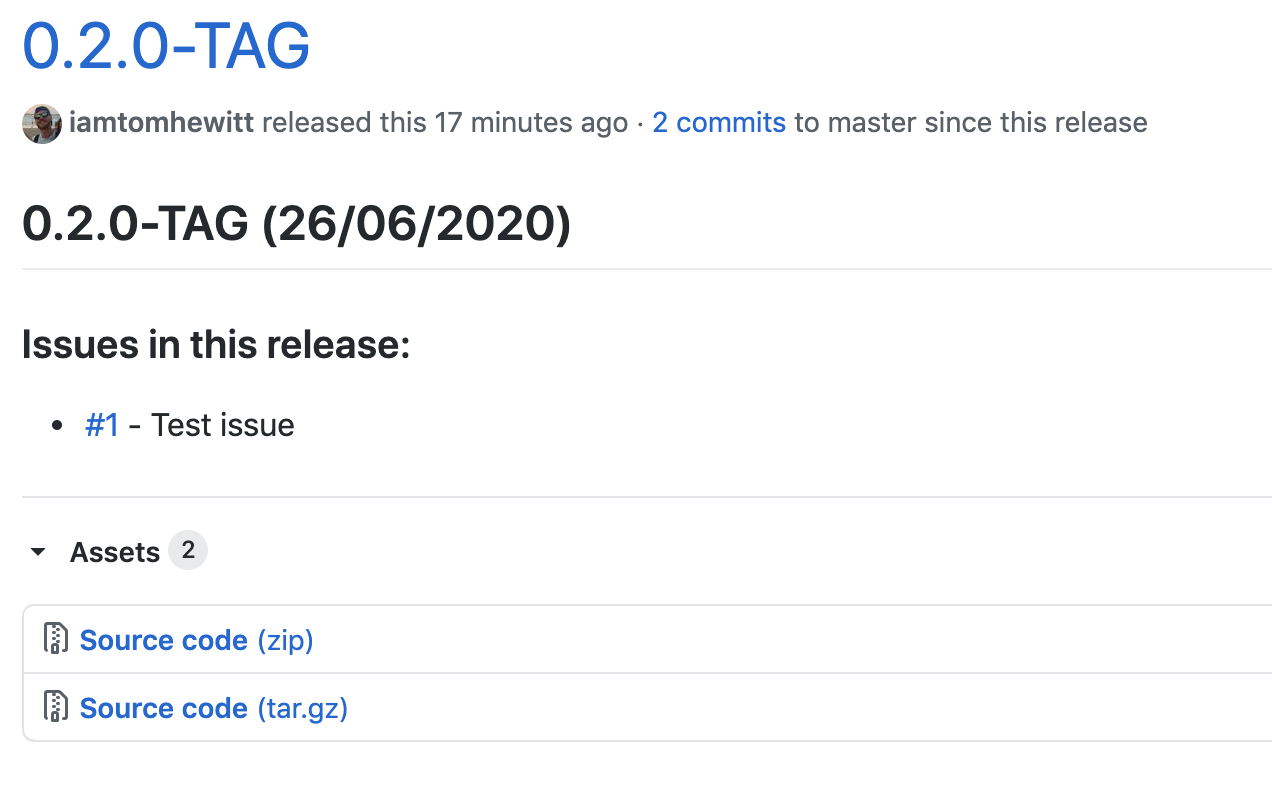 0.2.0-TAG
iamtomhewitt released this 17 minutes ago · 2 commits to master since this release
0.2.0-TAG (26/06/2020)
Issues in this release:
• #1 - Test issue
Assets 2
Source code (zip)
Source code (tar.gz)